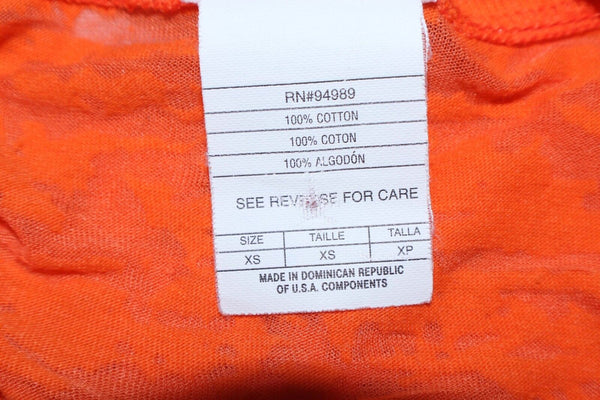 RN#94989
100% COTTON
100% COTON
100% ALGODÓN
SEE REVERSE FOR CARE
SIZE TAILLE TALLA
XS XS XP
MADE IN DOMINICAN REPUBLIC
OF U.S.A. COMPONENTS